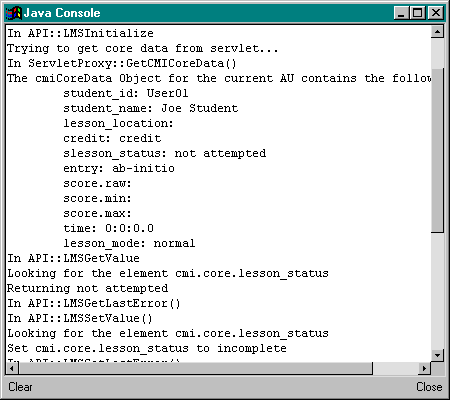 Java Console
In API::LMSInitialize
Trying to get core data from servlet...
In ServletProxy::GetCMICoreData()
The cmiCoreData Object for the current AU contains the follow
student_id: User01
student_name: Joe Student
lesson_location:
credit: credit
slesson_status: not attempted
entry: ab-initio
score.raw:
score.min:
score.max:
time: 0:0:0.0
lesson_mode: normal
In API::LMSGetValue
Looking for the element cmi.core.lesson_status
Returning not attempted
In API::LMSGetLastError()
In API::LMSSetValue()
Looking for the element cmi.core.lesson_status
Set cmi.core.lesson_status to incomplete
In API::LMSGetLastError()
Clear Close